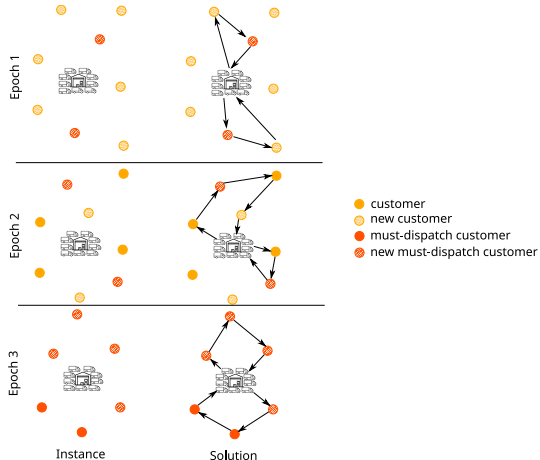 Epoch 1
Epoch 2
Epoch 3
customer
new customer
must-dispatch customer
new must-dispatch customer
Instance
Solution